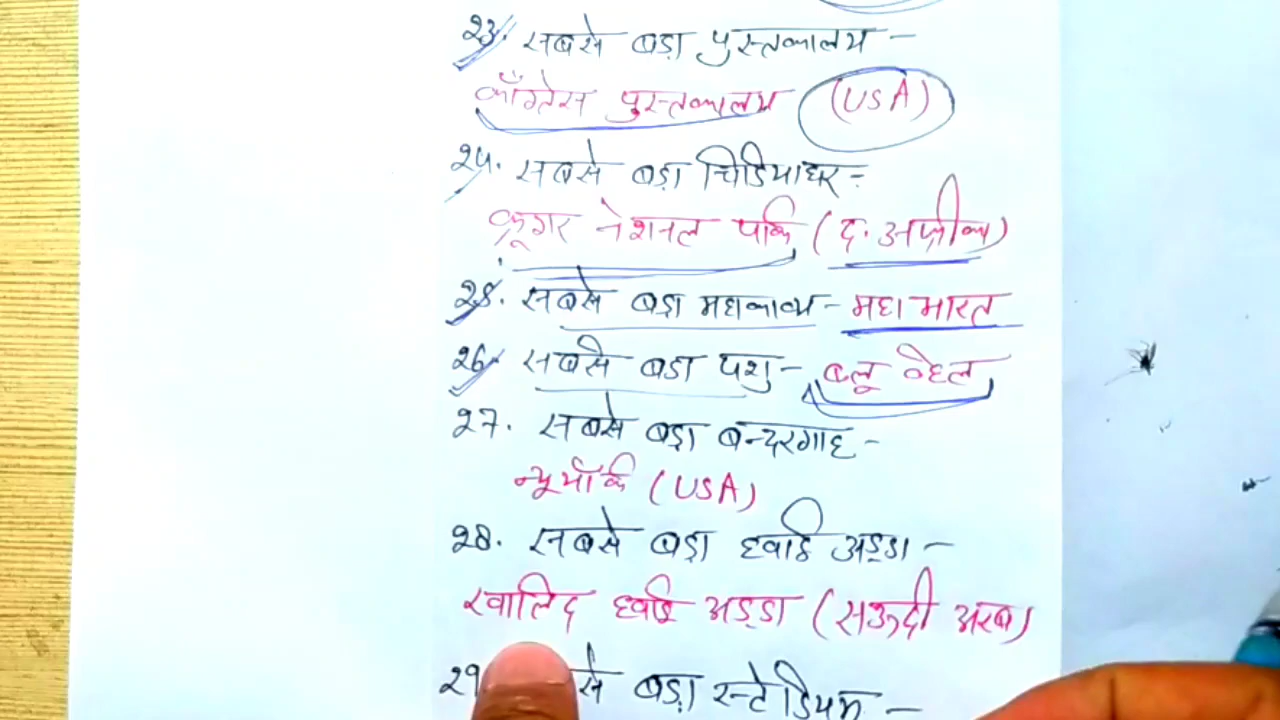 23. सबसे बड़ा पुस्तकालय -
काँग्रेस पुस्तकालय (USA)
24. सबसे बड़ा चिडियाघर -
क्रूगर नेशनल पार्क (द. अफ्रीका)
25. सबसे बड़ा महाकाव्य - महाभारत
26. सबसे बडा पशु - ब्लू व्हेल
27. सबसे बड़ा बन्दरगाह -
न्यूयॉर्क (USA)
28. सबसे बड़ा हवाई अड्डा -
खालिद हवाई अड्डा (सऊदी अरब)
बड़ा स्टेडियम -